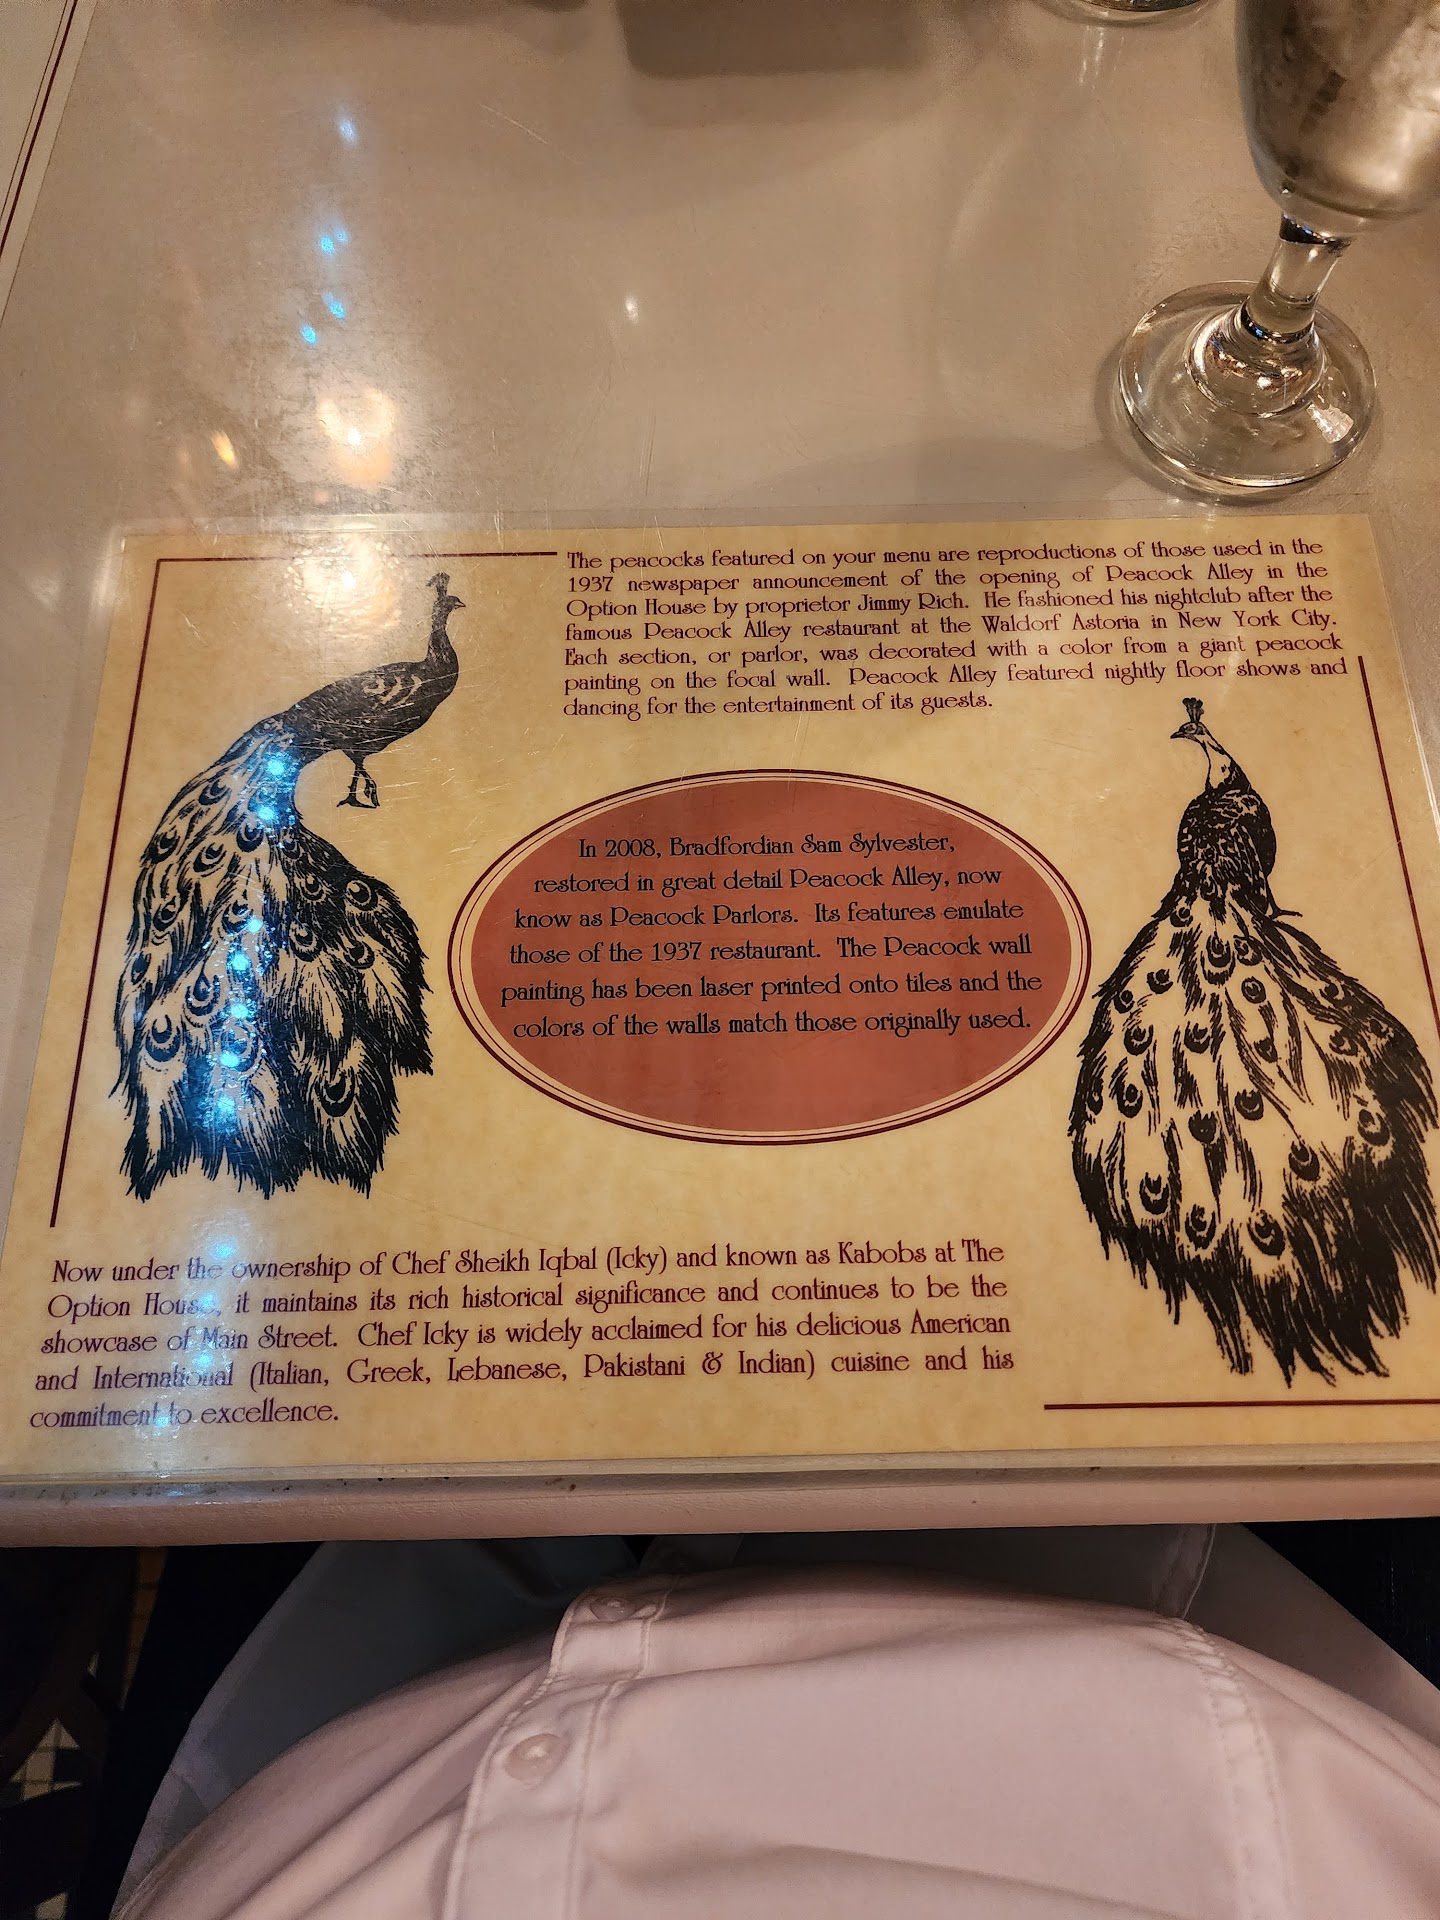 The peacocks featured on your menu are reproductions of those used in the
1937 newspaper announcement of the opening of Peacock Alley in the
Option House by proprietor Jimmy Rich. He fashioned his nightclub after the
famous Peacock Alley restaurant at the Waldorf Astoria in New York City.
Each section, or parlor, was decorated with a color from a giant peacock
painting on the focal wall. Peacock Alley featured nightly floor shows and
dancing for the entertainment of its guests.
In 2008, Bradfordian Sam Sylvester,
restored in great detail Peacock Alley, now
know as Peacock Parlors. Its features emulate
those of the 1937 restaurant. The Peacock wall
painting has been laser printed onto tiles and the
colors of the walls match those originally used.
Now under the ownership of Chef Sheikh Iqbal (Icky) and known as Kabobs at The
Option House, it maintains its rich historical significance and continues to be the
showcase of Main Street. Chef Icky is widely acclaimed for his delicious American
and International (Italian, Greek, Lebanese, Pakistani & Indian) cuisine and his
commitment to excellence.